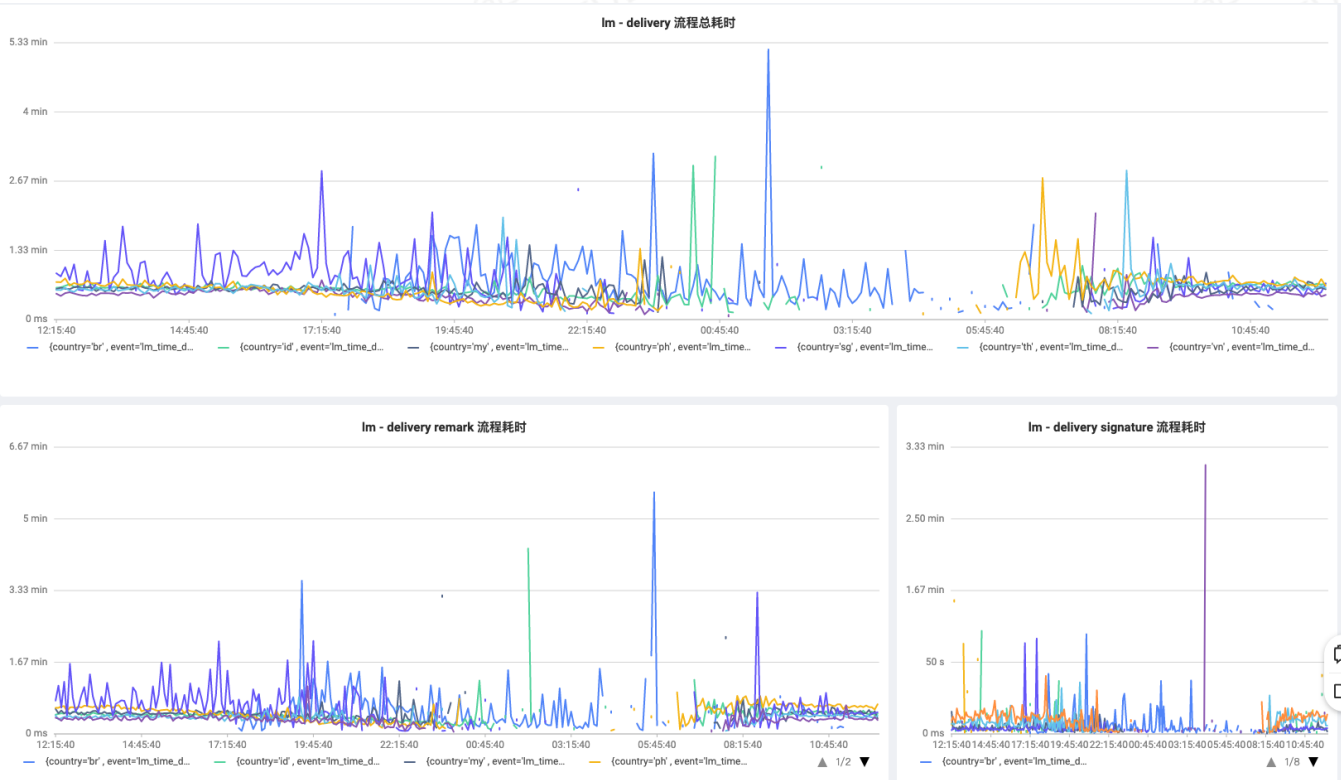 lm - delivery 流程总耗时
5.33 min
4 min
2.67 min
1.33 min
0 ms
12:15:40 14:45:40 17:15:40 19:45:40 22:15:40 00:45:40 03:15:40 05:45:40 08:15:40 10:45:40
{country='br' , event='lm_time_d... {country='id' , event='lm_time_d... {country='my' , event='lm_time... {country='ph' , event='lm_time... {country='sg' , event='lm_time... {country='th' , event='lm_time_d... {country='vn' , event='lm_time_d...
lm - delivery remark 流程耗时
6.67 min
5 min
3.33 min
1.67 min
0 ms
12:15:40 14:45:40 17:15:40 19:45:40 22:15:40 00:45:40 03:15:40 05:45:40 08:15:40 10:45:40
{country='br' , event='lm_time_d... {country='id' , event='lm_time_d... {country='my' , event='lm_time... {country='ph' , event='lm_time... 1/2
lm - delivery signature 流程耗时
3.33 min
2.50 min
1.67 min
50 s
0 ms
12:15:40 14:45:40 17:15:40 19:45:40 22:15:40 00:45:40 03:15:40 05:45:40 08:15:40 10:45:40
{country='br' , event='lm_time_d... 1/8